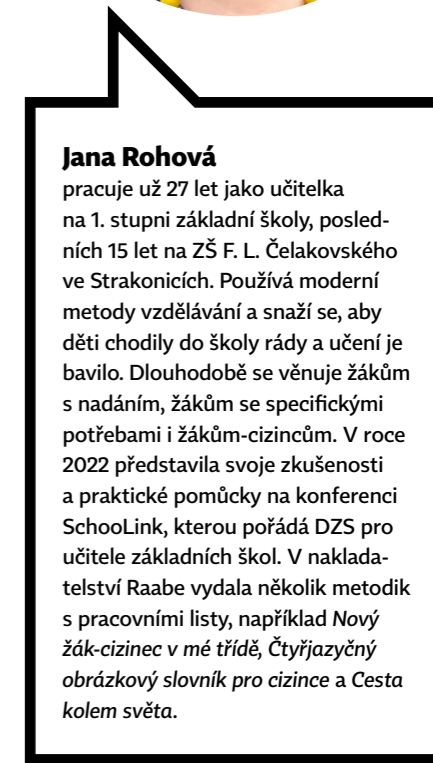 Jana Rohová
pracuje už 27 let jako učitelka
na 1. stupni základní školy, posled-
ních 15 let na ZŠ F. L. Čelakovského
ve Strakonicích. Používá moderní
metody vzdělávání a snaží se, aby
děti chodily do školy rády a učení je
bavilo. Dlouhodobě se věnuje žákům
s nadáním, žákům se specifickými
potřebami i žákům-cizincům. V roce
2022 představila svoje zkušenosti
a praktické pomůcky na konferenci
SchooLink, kterou pořádá DZS pro
učitele základních škol. V naklada-
telství Raabe vydala několik metodik
s pracovními listy, například Nový
žák-cizinec v mé třídě, Čtyřjazyčný
obrázkový slovník pro cizince a Cesta
kolem světa.